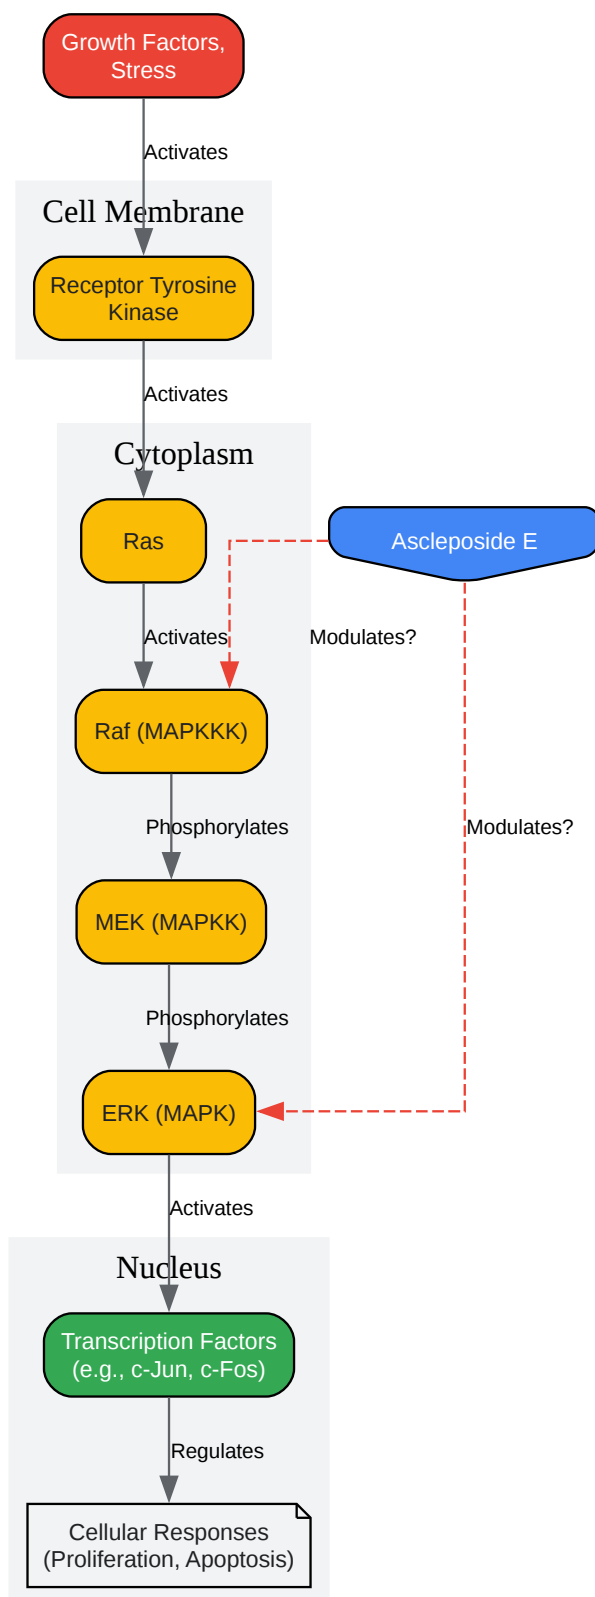 Growth Factors,
Stress
Activates
Cell Membrane
Receptor Tyrosine
Kinase
Activates
Cytoplasm
Ras
Ascleposide E
Activates
Modulates?
Raf (MAPKKK)
Phosphorylates
Modulates?
MEK (MAPKK)
Phosphorylates
ERK (MAPK)
Activates
Nucleus
Transcription Factors
(e.g., c-Jun, c-Fos)
Regulates
Cellular Responses
(Proliferation, Apoptosis)